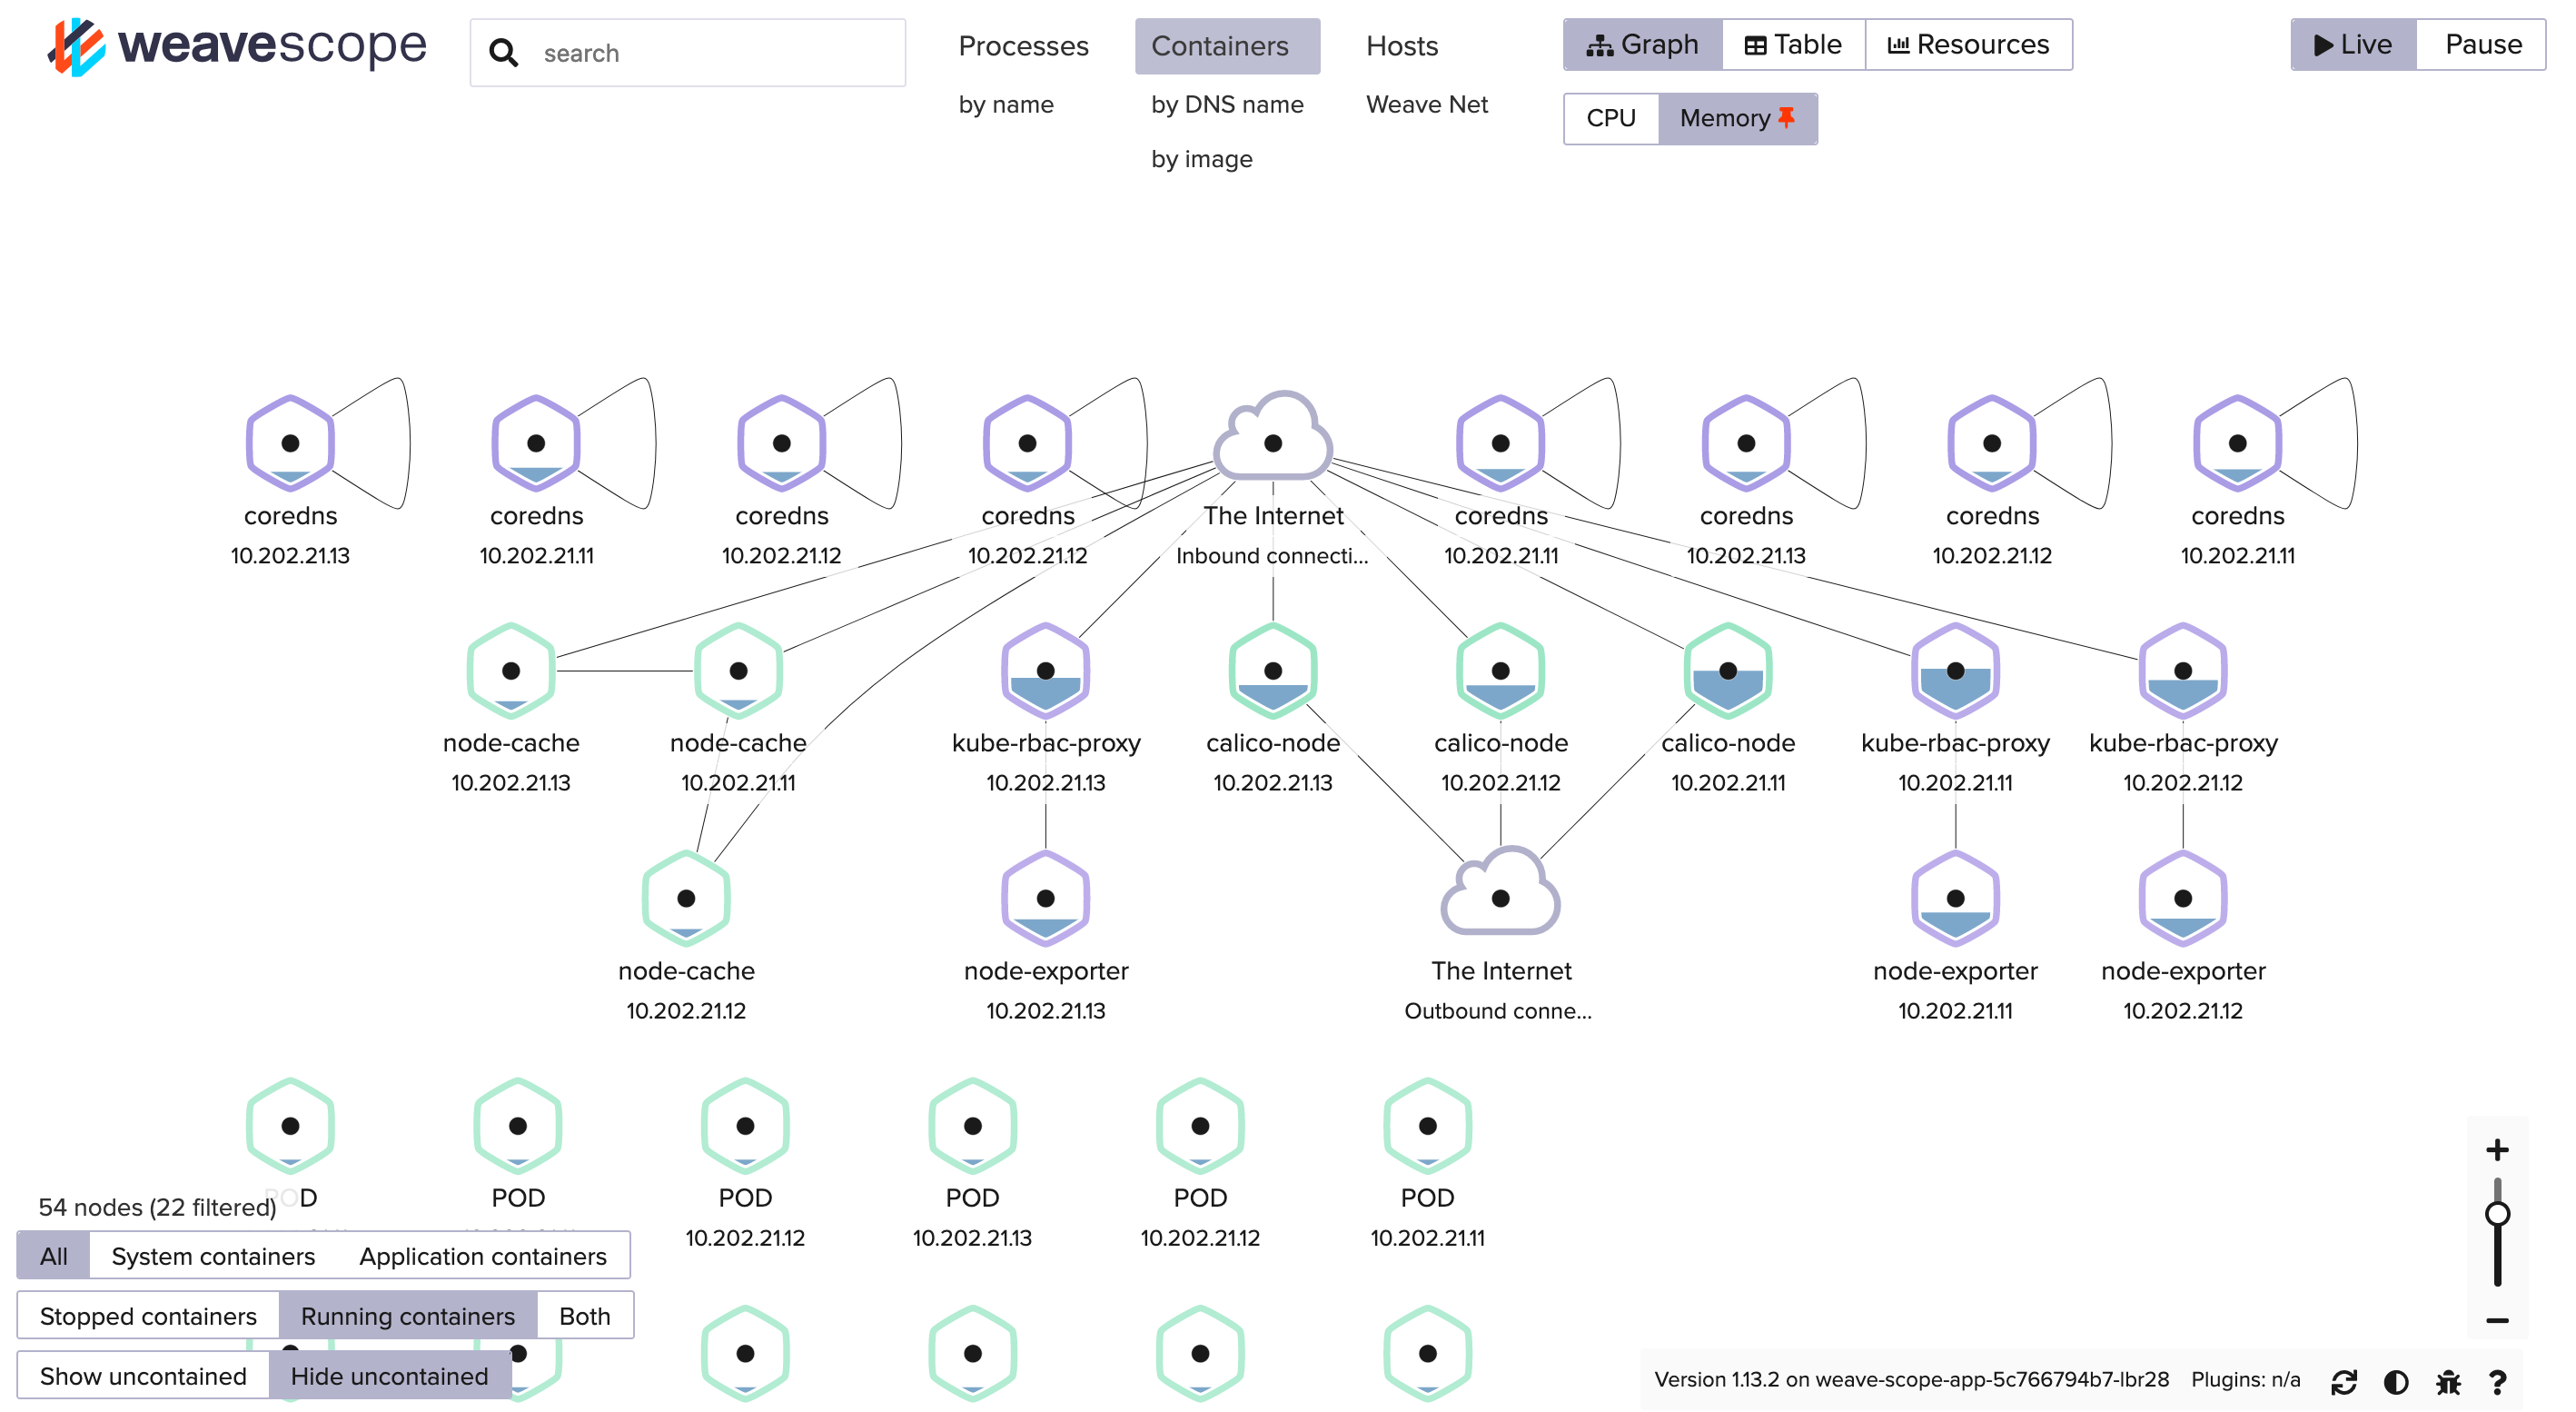 weavescope
search
Processes
by name
Containers
by DNS name
by image
Hosts
Weave Net
Graph
Table
Resources
CPU
Memory
Live
Pause
coredns
10.202.21.13
coredns
10.202.21.11
coredns
10.202.21.12
coredns
10.202.21.12
The Internet
Inbound connecti...
coredns
10.202.21.11
coredns
10.202.21.13
coredns
10.202.21.12
coredns
10.202.21.11
node-cache
10.202.21.13
node-cache
10.202.21.11
kube-rbac-proxy
10.202.21.13
calico-node
10.202.21.13
calico-node
10.202.21.12
calico-node
10.202.21.11
kube-rbac-proxy
10.202.21.11
kube-rbac-proxy
10.202.21.12
node-cache
10.202.21.12
node-exporter
10.202.21.13
The Internet
Outbound conne...
node-exporter
10.202.21.11
node-exporter
10.202.21.12
POD
POD
POD
10.202.21.12
POD
10.202.21.13
POD
10.202.21.12
POD
10.202.21.11
54 nodes (22 filtered)
All
System containers
Application containers
Stopped containers
Running containers
Both
Show uncontained
Hide uncontained
Version 1.13.2 on weave-scope-app-5c766794b7-lbr28
Plugins: n/a